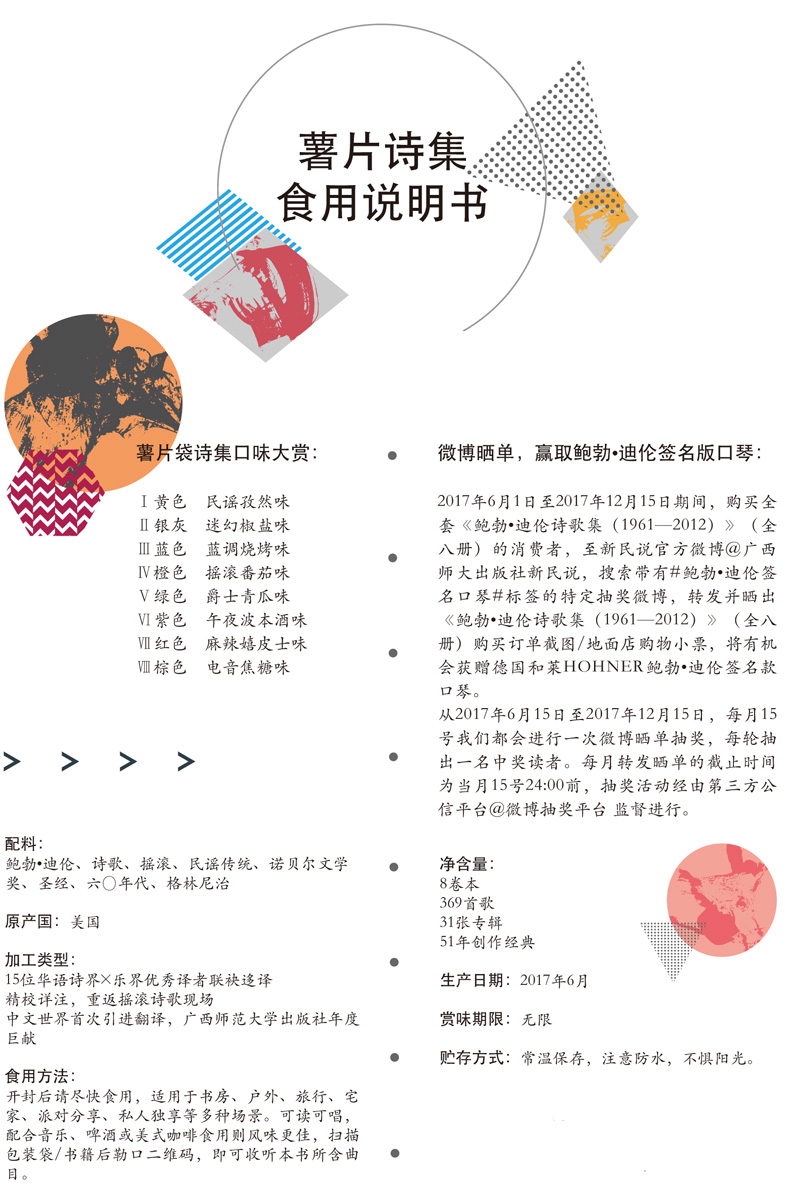 薯片诗集
食用说明书
薯片袋诗集口味大赏：
Ⅰ 黄色 民谣孜然味
Ⅱ 银灰 迷幻椒盐味
Ⅲ 蓝色 蓝调烧烤味
Ⅳ 橙色 摇滚番茄味
Ⅴ 绿色 爵士青瓜味
Ⅵ 紫色 午夜波本酒味
Ⅶ 红色 麻辣嬉皮士味
Ⅷ 棕色 电音焦糖味
微博晒单，赢取鲍勃•迪伦签名版口琴：
2017年6月1日至2017年12月15日期间，购买全
套《鲍勃•迪伦诗歌集（1961—2012）》（全
八册）的消费者，至新民说官方微博@广西
师大出版社新民说，搜索带有#鲍勃•迪伦签
名口琴#标签的特定抽奖微博，转发并晒出
《鲍勃•迪伦诗歌集（1961—2012）》（全八
册）购买订单截图/地面店购物小票，将有机
会获赠德国和莱HOHNER鲍勃•迪伦签名款
口琴。
从2017年6月15日至2017年12月15日，每月15
号我们都会进行一次微博晒单抽奖，每轮抽
出一名中奖读者。每月转发晒单的截止时间
为当月15号24:00前，抽奖活动经由第三方公
信平台@微博抽奖平台 监督进行。
配料：
鲍勃•迪伦、诗歌、摇滚、民谣传统、诺贝尔文学
奖、圣经、六〇年代、格林尼治
原产国：美国
加工类型：
15位华语诗界×乐界优秀译者联袂迻译
精校详注，重返摇滚诗歌现场
中文世界首次引进翻译，广西师范大学出版社年度
巨献
食用方法：
开封后请尽快食用，适用于书房、户外、旅行、宅
家、派对分享、私人独享等多种场景。可读可唱，
配合音乐、啤酒或美式咖啡食用则风味更佳，扫描
包装袋/书籍后勒口二维码，即可收听本书所含曲
目。
净含量：
8卷本
369首歌
31张专辑
51年创作经典
生产日期：2017年6月
赏味期限：无限
贮存方式：常温保存，注意防水，不惧阳光。